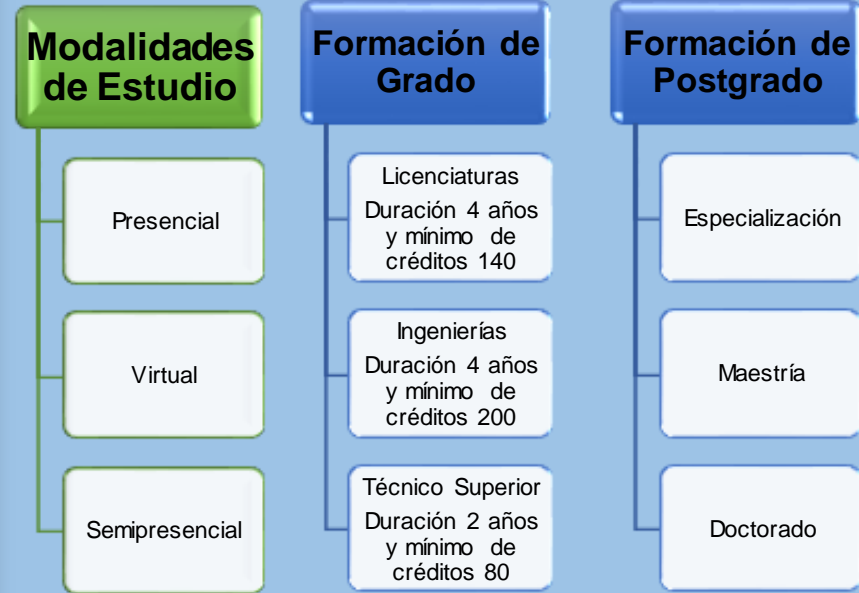 Modalidades
de Estudio
Presencial
Virtual
Semipresencial
Formación de
Grado
Licenciaturas
Duración 4 años
y mínimo de
créditos 140
Ingenierías
Duración 4 años
y mínimo de
créditos 200
Técnico Superior
Duración 2 años
y mínimo de
créditos 80
Formación de
Postgrado
Especialización
Maestría
Doctorado